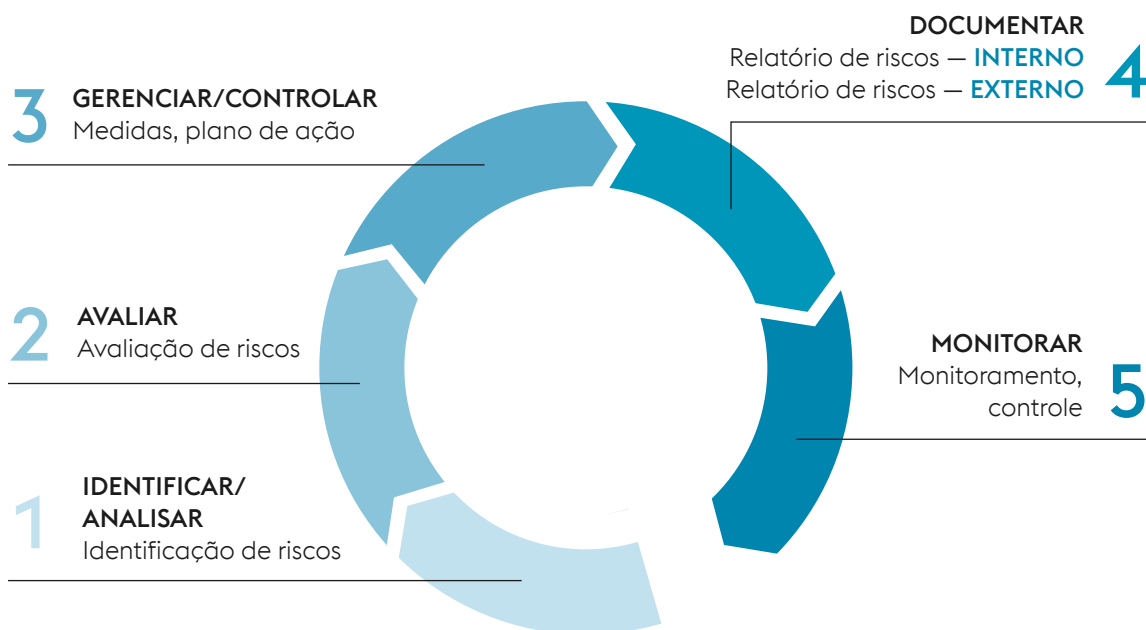 1
IDENTIFICAR/
ANALISAR
Identificação de riscos
2
AVALIAR
Avaliação de riscos
3
GERENCIAR/CONTROLAR
Medidas, plano de ação
4
DOCUMENTAR
Relatório de riscos — INTERNO
Relatório de riscos — EXTERNO
5
MONITORAR
Monitoramento,
controle